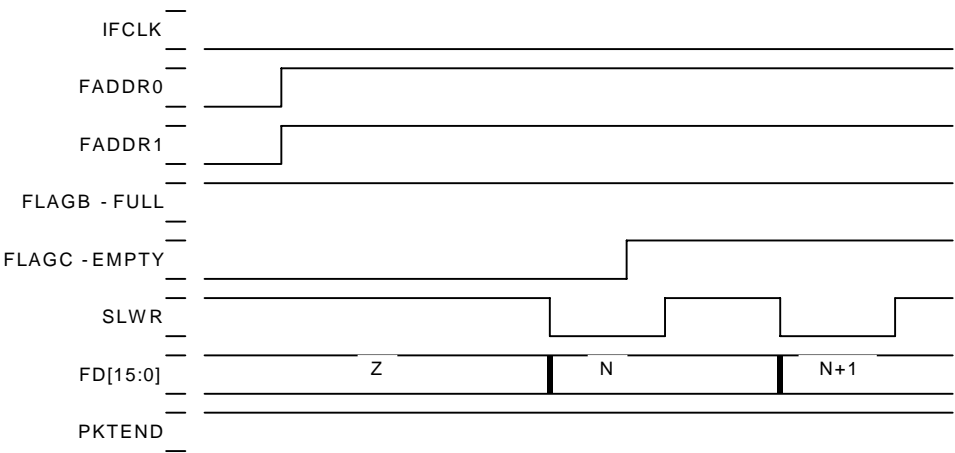 IFCLK
FADDR0
FADDR1
FLAGB - FULL
FLAGC - EMPTY
SLWR
FD[15:0] Z N N+1
PKTEND